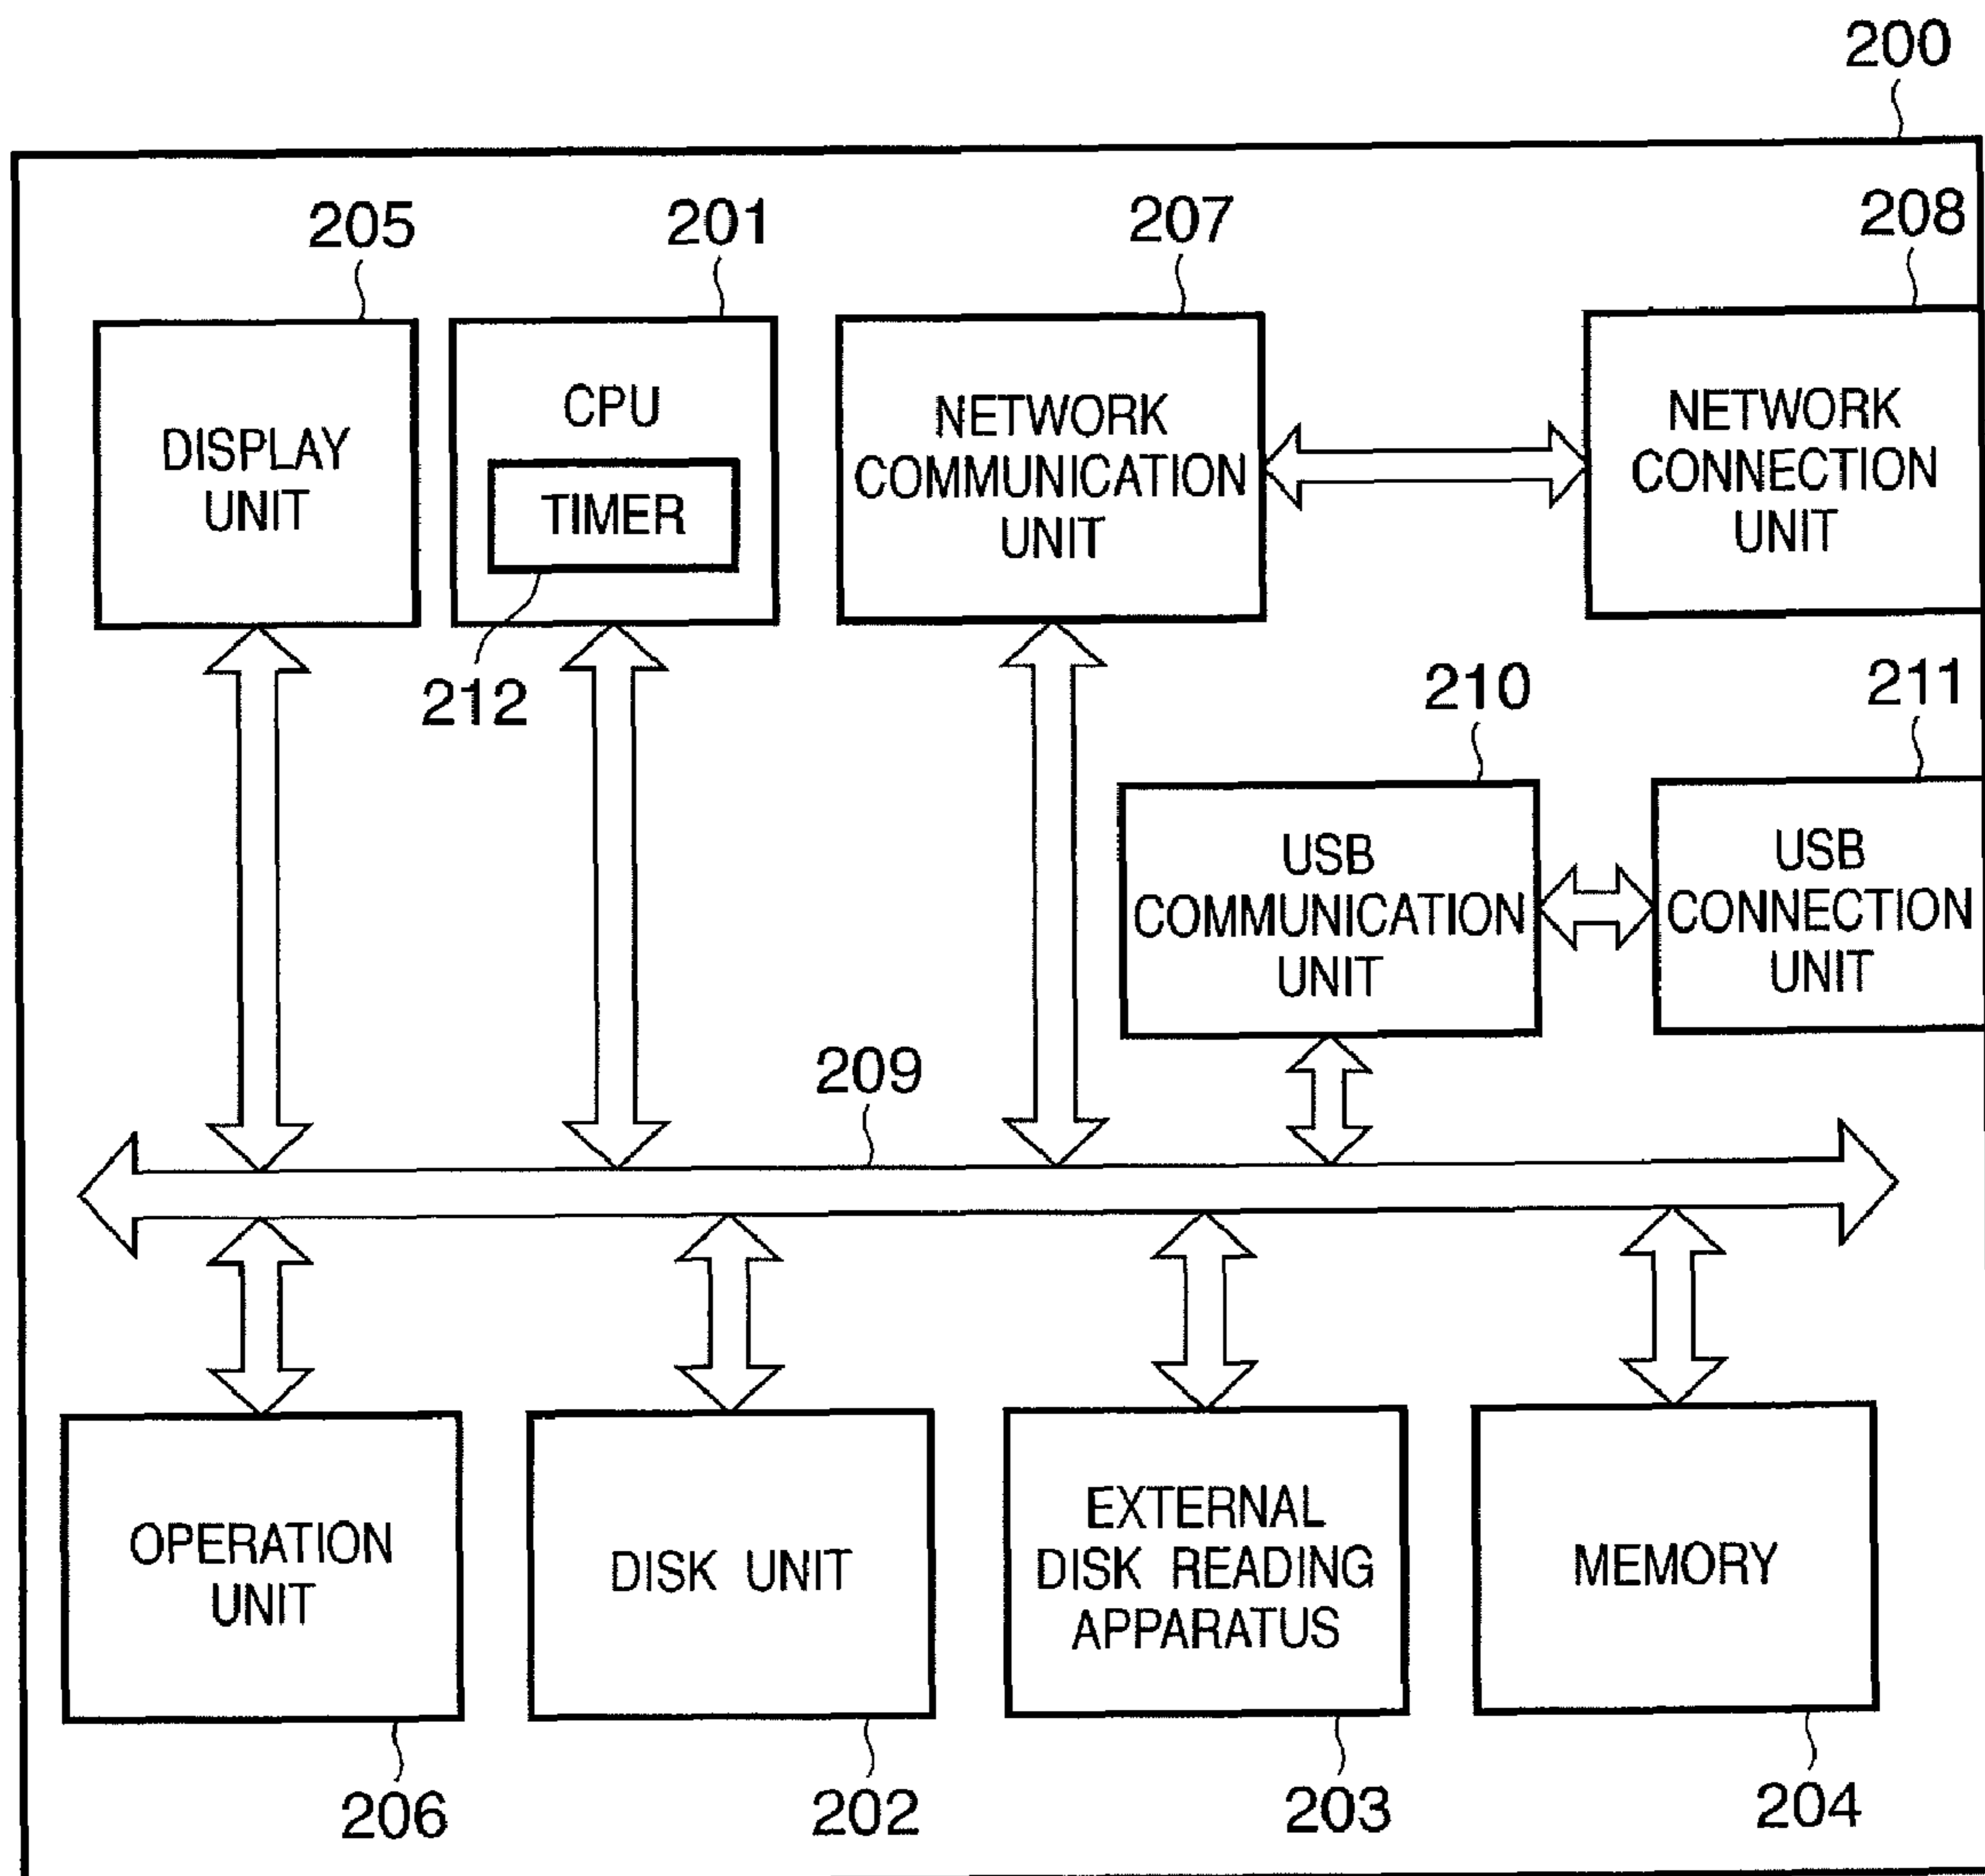 200
205
201
207
208
DISPLAY
UNIT
CPU
TIMER
212
NETWORK
COMMUNICATION
UNIT
NETWORK
CONNECTION
UNIT
210
211
USB
COMMUNICATION
UNIT
USB
CONNECTION
UNIT
209
OPERATION
UNIT
DISK UNIT
EXTERNAL
DISK READING
APPARATUS
MEMORY
206
202
203
204